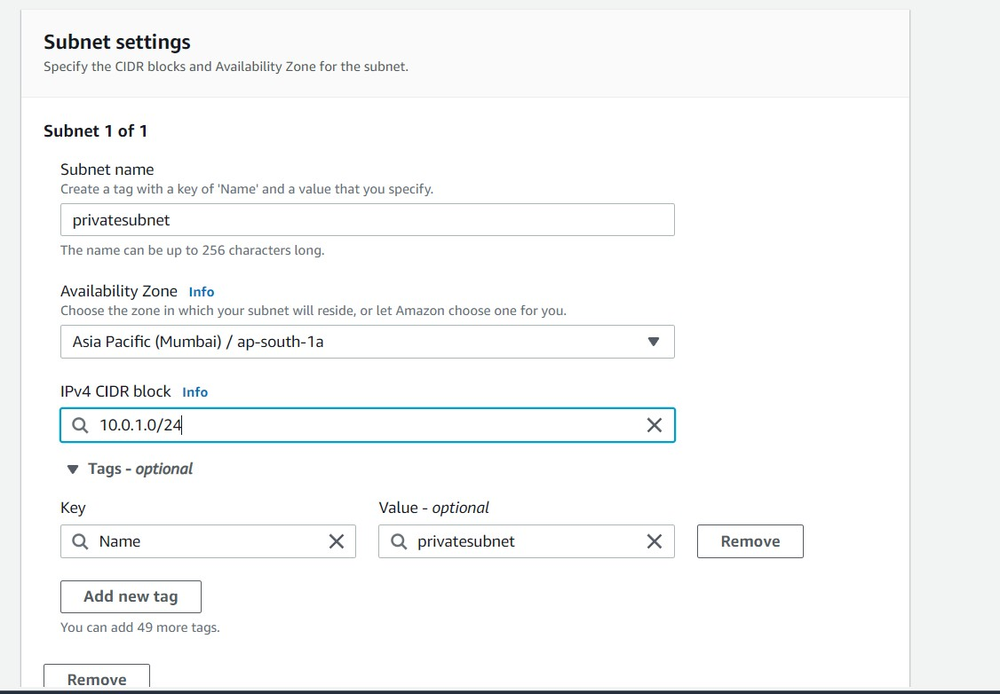 Subnet settings
Specify the CIDR blocks and Availability Zone for the subnet.
Subnet 1 of 1
Subnet name
Create a tag with a key of 'Name' and a value that you specify.
privatesubnet
The name can be up to 256 characters long.
Availability Zone Info
Choose the zone in which your subnet will reside, or let Amazon choose one for you.
Asia Pacific (Mumbai) / ap-south-1a
IPv4 CIDR block Info
10.0.1.0/24
Tags - optional
Key Value - optional
Name privatesubnet Remove
Add new tag
You can add 49 more tags.
Remove